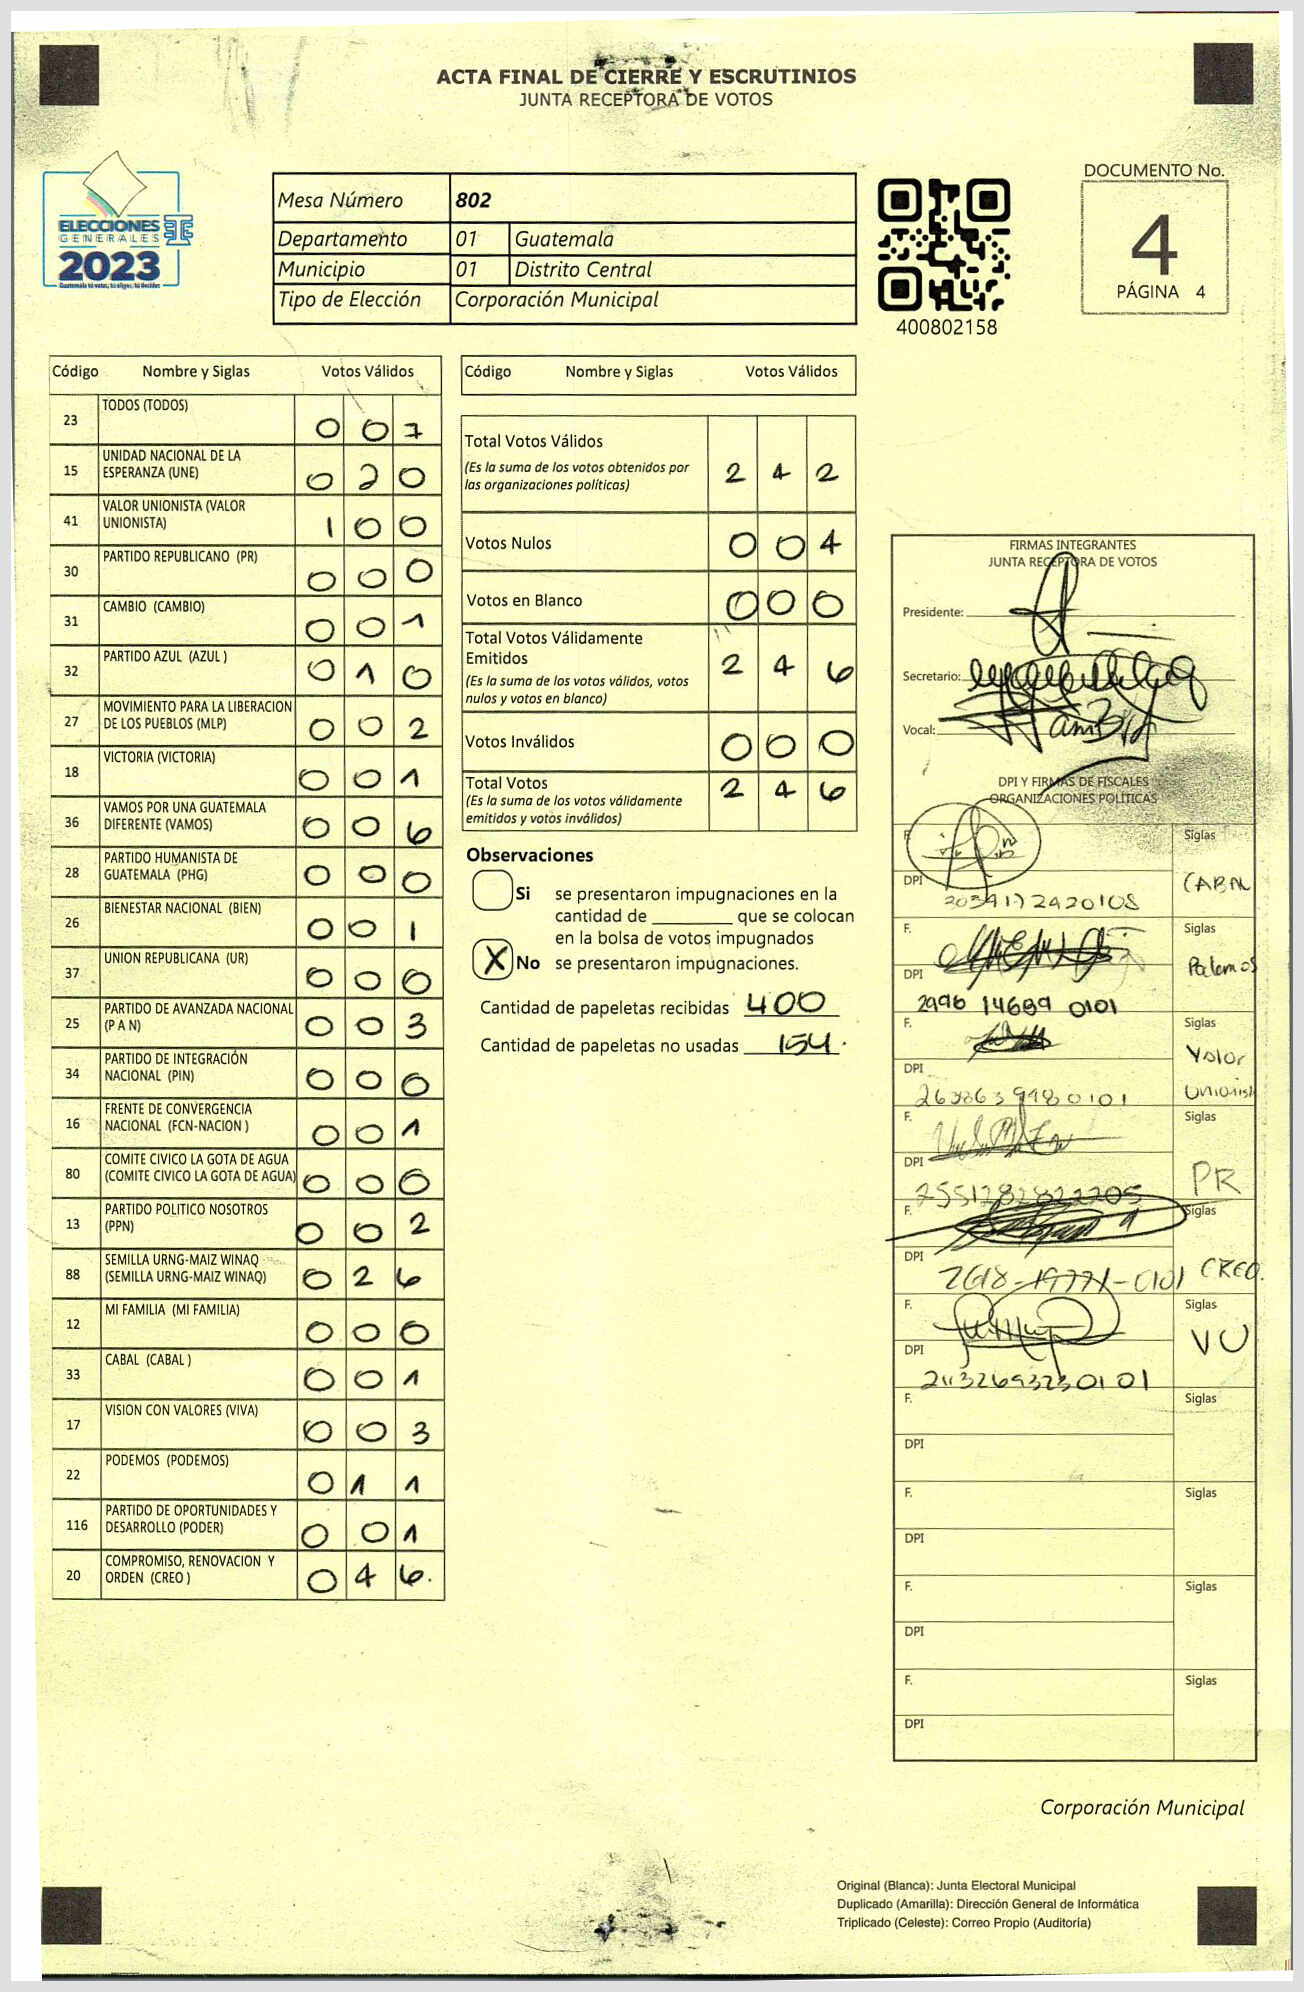 ACTA FINAL DE CIERRE Y ESCRUTINIOS
JUNTA RECEPTORA DE VOTOS
ELECCIONES
GENERALES
2023
Guatemala tú votas, tú eliges, tú decides
Mesa Número 802
Departamento 01 Guatemala
Municipio 01 Distrito Central
Tipo de Elección Corporación Municipal
400802158
DOCUMENTO No.
4
PÁGINA 4
Código Nombre y Siglas Votos Válidos
23 TODOS (TODOS) 0 0 7
15 UNIDAD NACIONAL DE LA
ESPERANZA (UNE) 0 2 0
41 VALOR UNIONISTA (VALOR
UNIONISTA) 1 0 0
30 PARTIDO REPUBLICANO (PR) 0 0 0
31 CAMBIO (CAMBIO) 0 0 1
32 PARTIDO AZUL (AZUL ) 0 1 0
27 MOVIMIENTO PARA LA LIBERACION
DE LOS PUEBLOS (MLP) 0 0 2
18 VICTORIA (VICTORIA) 0 0 1
36 VAMOS POR UNA GUATEMALA
DIFERENTE (VAMOS) 0 0 6
28 PARTIDO HUMANISTA DE
GUATEMALA (PHG) 0 0 0
26 BIENESTAR NACIONAL (BIEN) 0 0 1
37 UNION REPUBLICANA (UR) 0 0 0
25 PARTIDO DE AVANZADA NACIONAL
(P A N) 0 0 3
34 PARTIDO DE INTEGRACIÓN
NACIONAL (PIN) 0 0 0
16 FRENTE DE CONVERGENCIA
NACIONAL (FCN-NACION ) 0 0 1
80 COMITE CIVICO LA GOTA DE AGUA
(COMITE CIVICO LA GOTA DE AGUA) 0 0 0
13 PARTIDO POLITICO NOSOTROS
(PPN) 0 0 2
88 SEMILLA URNG-MAIZ WINAQ
(SEMILLA URNG-MAIZ WINAQ) 0 2 6
12 MI FAMILIA (MI FAMILIA) 0 0 0
33 CABAL (CABAL ) 0 0 1
17 VISION CON VALORES (VIVA) 0 0 3
22 PODEMOS (PODEMOS) 0 1 1
116 PARTIDO DE OPORTUNIDADES Y
DESARROLLO (PODER) 0 0 1
20 COMPROMISO, RENOVACION Y
ORDEN (CREO ) 0 4 6.
Código Nombre y Siglas Votos Válidos
Total Votos Válidos
(Es la suma de los votos obtenidos por
las organizaciones políticas) 2 4 2
Votos Nulos 0 0 4
Votos en Blanco 0 0 0
Total Votos Válidamente
Emitidos 2 4 6
(Es la suma de los votos válidos, votos
nulos y votos en blanco)
Votos Inválidos 0 0 0
Total Votos 2 4 6
(Es la suma de los votos válidamente
emitidos y votos inválidos)
Observaciones
Si se presentaron impugnaciones en la
cantidad de ________ que se colocan
en la bolsa de votos impugnados
X No se presentaron impugnaciones.
Cantidad de papeletas recibidas 400
Cantidad de papeletas no usadas 154.
FIRMAS INTEGRANTES
JUNTA RECEPTORA DE VOTOS
Presidente:
Secretario:
Vocal:
DPI Y FIRMAS DE FISCALES
ORGANIZACIONES POLÍTICAS
F. Siglas
DPI CABAL
F. Siglas
DPI Podemos
2996 14689 0101
F. Siglas
DPI Valor
2638639980101 Unionist
F. Siglas
DPI PR
2551282822205
F. Siglas
DPI CREO.
2618-19771-0101
F. Siglas
DPI VU
21132693230101
F. Siglas
DPI
F. Siglas
DPI
F. Siglas
DPI
F. Siglas
DPI
Corporación Municipal
Original (Blanca): Junta Electoral Municipal
Duplicado (Amarilla): Dirección General de Informática
Triplicado (Celeste): Correo Propio (Auditoría)